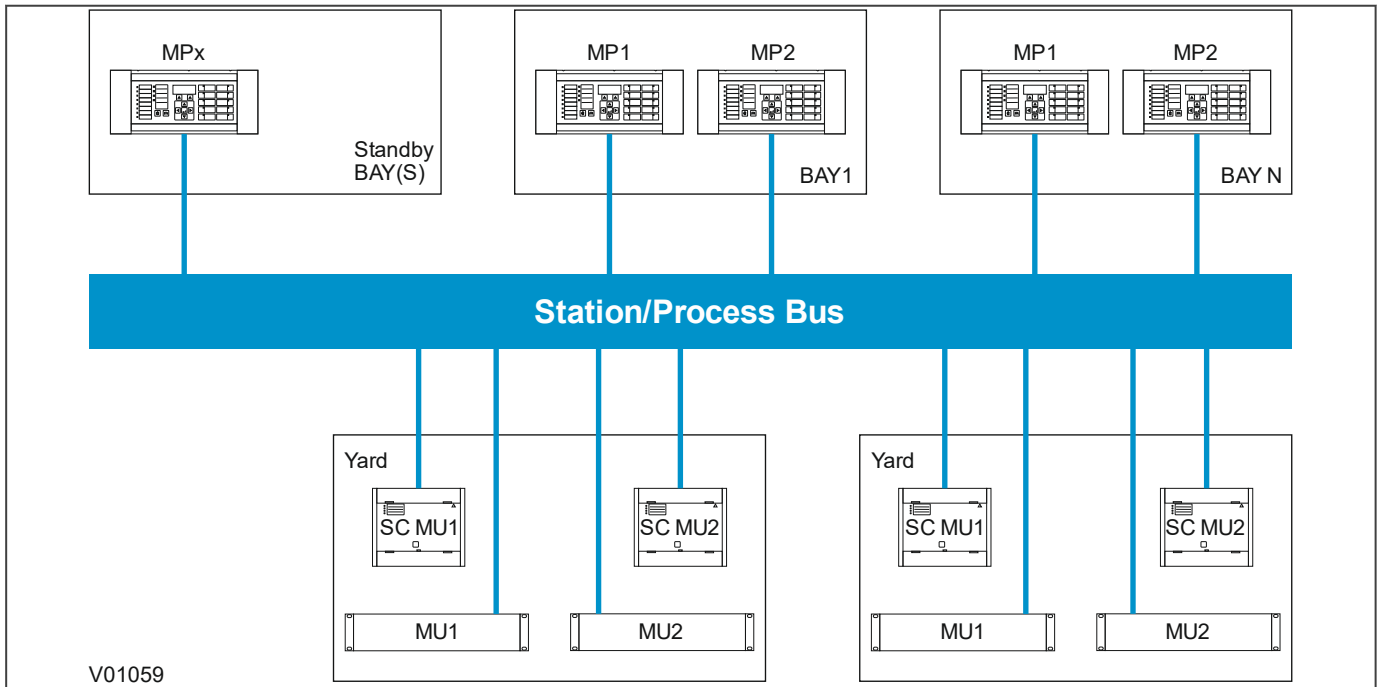 MPx
Standby
BAY(S)
MP1
MP2
BAY1
MP1
MP2
BAY N
Station/Process Bus
Yard
SC MU1
SC MU2
MU1
MU2
Yard
SC MU1
SC MU2
MU1
MU2
V01059